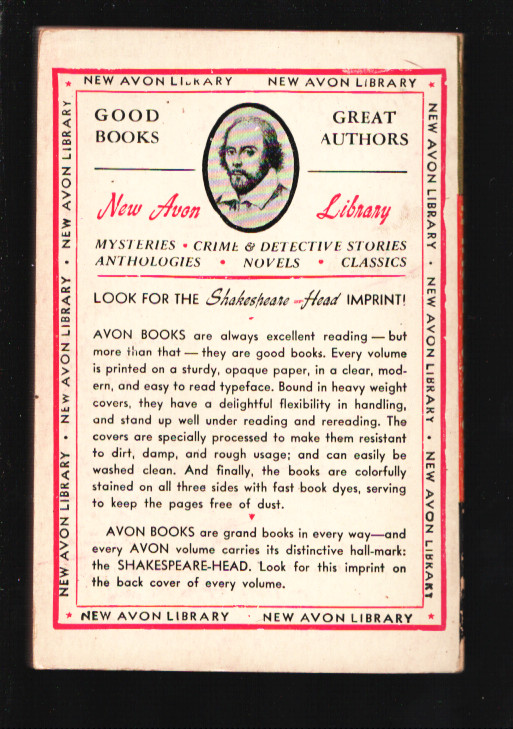 NEW AVON LIBRARY NEW AVON LIBRARY
GOOD BOOKS
GREAT AUTHORS
New Avon Library
MYSTERIES • CRIME & DETECTIVE STORIES
ANTHOLOGIES • NOVELS • CLASSICS
LOOK FOR THE Shakespeare-Head IMPRINT!
AVON BOOKS are always excellent reading — but
more than that — they are good books. Every volume
is printed on a sturdy, opaque paper, in a clear, mod-
ern, and easy to read typeface. Bound in heavy weight
covers, they have a delightful flexibility in handling,
and stand up well under reading and rereading. The
covers are specially processed to make them resistant
to dirt, damp, and rough usage; and can easily be
washed clean. And finally, the books are colorfully
stained on all three sides with fast book dyes, serving
to keep the pages free of dust.
AVON BOOKS are grand books in every way—and
every AVON volume carries its distinctive hall-mark:
the SHAKESPEARE-HEAD. Look for this imprint on
the back cover of every volume.
NEW AVON LIBRARY NEW AVON LIBRARY
NEW AVON LIBRARY • NEW AVON LIBRARY • NEW AVON LIBRARY
NEW AVON LIBRARY • NEW AVON LIBRARY • NEW AVON LIBRARY